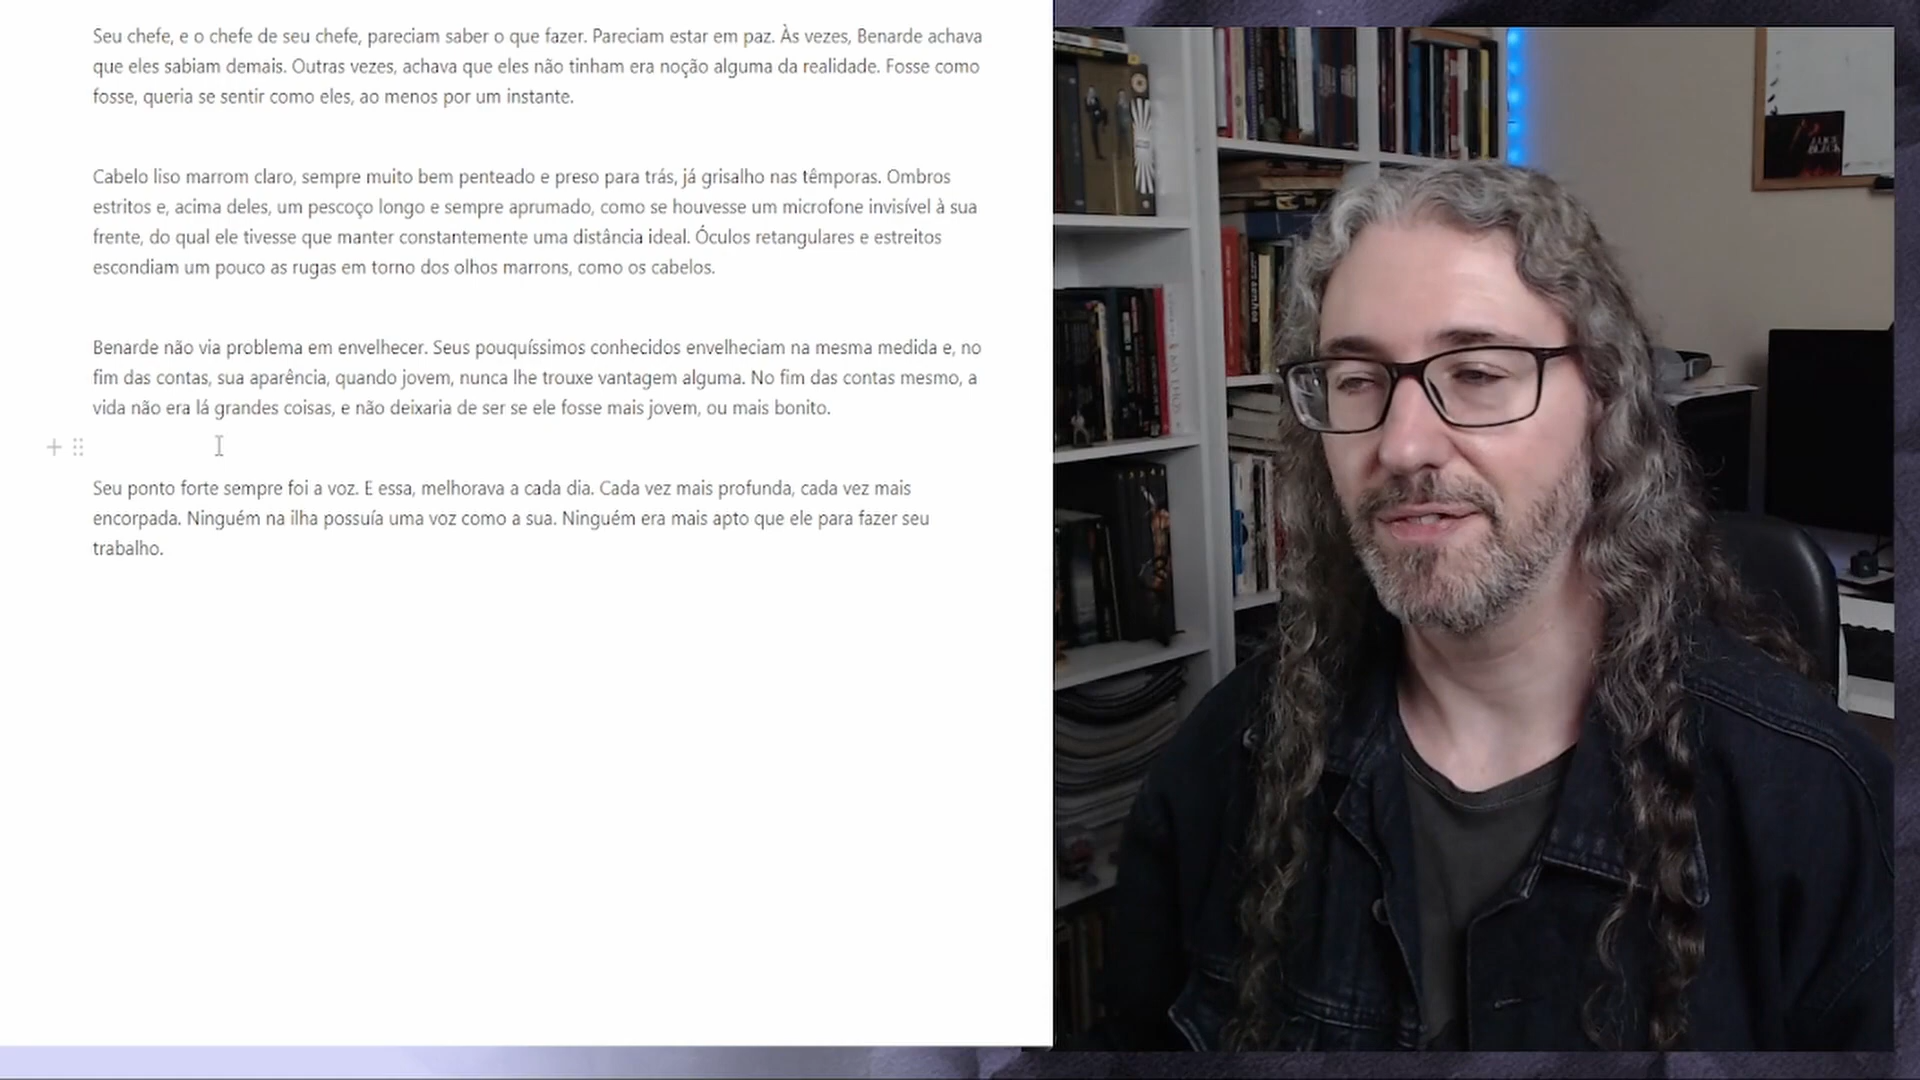 Seu chefe, e o chefe de seu chefe, pareciam saber o que fazer. Pareciam estar em paz. Às vezes, Benarde achava
que eles sabiam demais. Outras vezes, achava que eles não tinham era noção alguma da realidade. Fosse como
fosse, queria se sentir como eles, ao menos por um instante.
Cabelo liso marrom claro, sempre muito bem penteado e preso para trás, já grisalho nas têmporas. Ombros
estritos e, acima deles, um pescoço longo e sempre aprumado, como se houvesse um microfone invisível à sua
frente, do qual ele tivesse que manter constantemente uma distância ideal. Óculos retangulares e estreitos
escondiam um pouco as rugas em torno dos olhos marrons, como os cabelos.
Benarde não via problema em envelhecer. Seus pouquíssimos conhecidos envelheciam na mesma medida e, no
fim das contas, sua aparência, quando jovem, nunca lhe trouxe vantagem alguma. No fim das contas mesmo, a
vida não era lá grandes coisas, e não deixaria de ser se ele fosse mais jovem, ou mais bonito.
Seu ponto forte sempre foi a voz. E essa, melhorava a cada dia. Cada vez mais profunda, cada vez mais
encorpada. Ninguém na ilha possuía uma voz como a sua. Ninguém era mais apto que ele para fazer seu
trabalho.